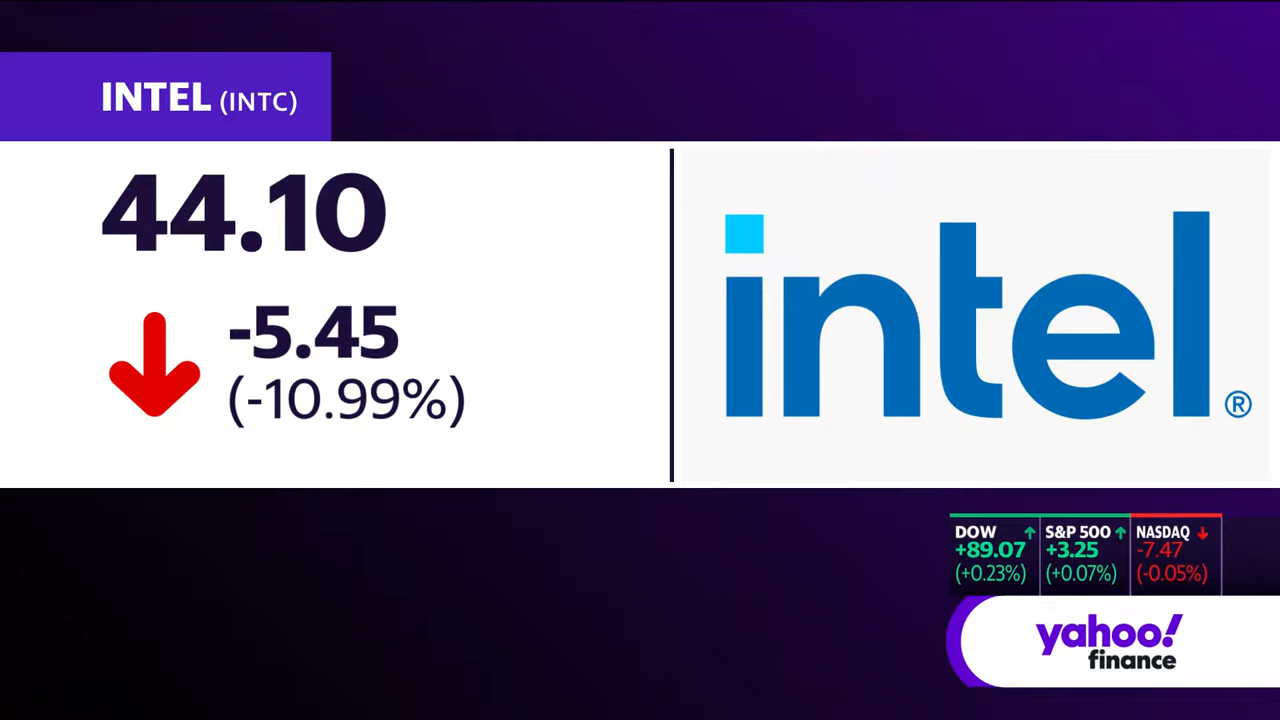 INTEL (INTC)
44.10
-5.45
(-10.99%)
intel®
DOW
+89.07
(+0.23%)
S&P 500
+3.25
(+0.07%)
NASDAQ
-7.47
(-0.05%)
yahoo!
finance